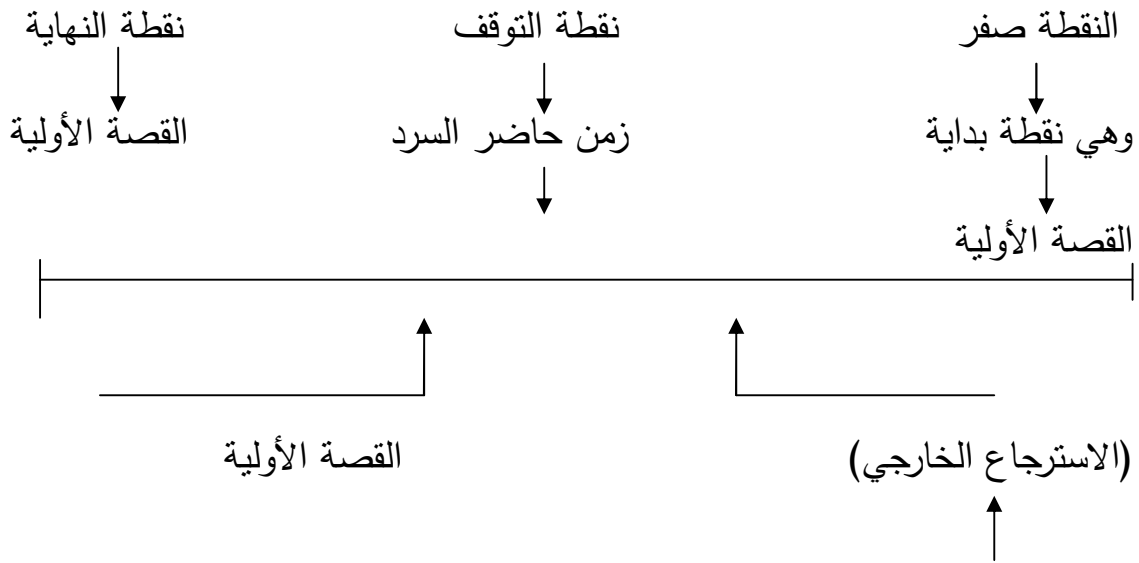 النقطة صفر
نقطة التوقف
نقطة النهاية
وهي نقطة بداية
زمن حاضر السرد
القصة الأولية
القصة الأولية
(الاسترجاع الخارجي)
القصة الأولية